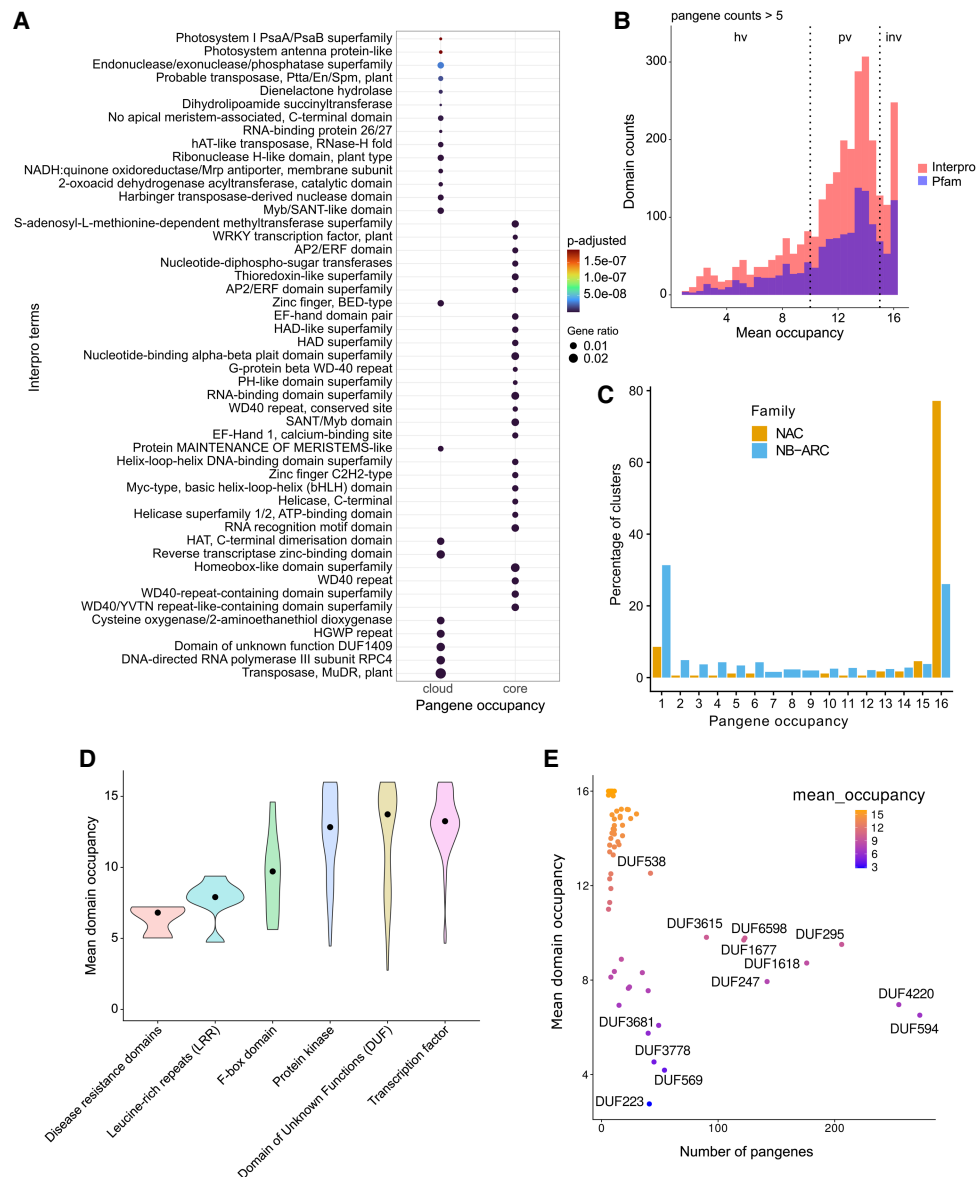 A
Photosystem I PsaA/PsaB superfamily
Photosystem antenna protein-like
Endonuclease/exonuclease/phosphatase superfamily
Probable transposase, Ptta/En/Spm, plant
Dienelactone hydrolase
Dihydrolipoamide succinyltransferase
No apical meristem-associated, C-terminal domain
RNA-binding protein 26/27
hAT-like transposase, RNase-H fold
Ribonuclease H-like domain, plant type
NADH:quinone oxidoreductase/Mrp antiporter, membrane subunit
2-oxoacid dehydrogenase acyltransferase, catalytic domain
Harbinger transposase-derived nuclease domain
Myb/SANT-like domain
S-adenosyl-L-methionine-dependent methyltransferase superfamily
WRKY transcription factor, plant
AP2/ERF domain
Nucleotide-diphospho-sugar transferases
Thioredoxin-like superfamily
AP2/ERF domain superfamily
Zinc finger, BED-type
EF-hand domain pair
HAD-like superfamily
HAD superfamily
Nucleotide-binding alpha-beta plait domain superfamily
G-protein beta WD-40 repeat
PH-like domain superfamily
RNA-binding domain superfamily
WD40 repeat, conserved site
SANT/Myb domain
EF-Hand 1, calcium-binding site
Protein MAINTENANCE OF MERISTEMS-like
Helix-loop-helix DNA-binding domain superfamily
Zinc finger C2H2-type
Myc-type, basic helix-loop-helix (bHLH) domain
Helicase, C-terminal
Helicase superfamily 1/2, ATP-binding domain
RNA recognition motif domain
HAT, C-terminal dimerisation domain
Reverse transcriptase zinc-binding domain
Homeobox-like domain superfamily
WD40 repeat
WD40-repeat-containing domain superfamily
WD40/YVTN repeat-like-containing domain superfamily
Cysteine oxygenase/2-aminoethanethiol dioxygenase
HGWP repeat
Domain of unknown function DUF1409
DNA-directed RNA polymerase III subunit RPC4
Transposase, MuDR, plant
Interpro terms
cloud core
Pangene occupancy
p-adjusted
1.5e-07
1.0e-07
5.0e-08
Gene ratio
0.01
0.02
B
pangene counts > 5
hv pv inv
300
200
100
0
Domain counts
4 8 12 16
Mean occupancy
Interpro
Pfam
C
80
60
40
20
0
Percentage of clusters
Family
NAC
NB-ARC
1 2 3 4 5 6 7 8 9 10 11 12 13 14 15 16
Pangene occupancy
D
15
10
5
0
Mean domain occupancy
Disease resistance domains
Leucine-rich repeats (LRR)
F-box domain
Protein kinase
Domain of Unknown Functions (DUF)
Transcription factor
E
16
12
8
4
Mean domain occupancy
mean_occupancy
15
12
9
6
3
DUF538
DUF3615
DUF6598
DUF295
DUF1677
DUF1618
DUF247
DUF4220
DUF594
DUF3681
DUF3778
DUF569
DUF223
0 100 200
Number of pangenes